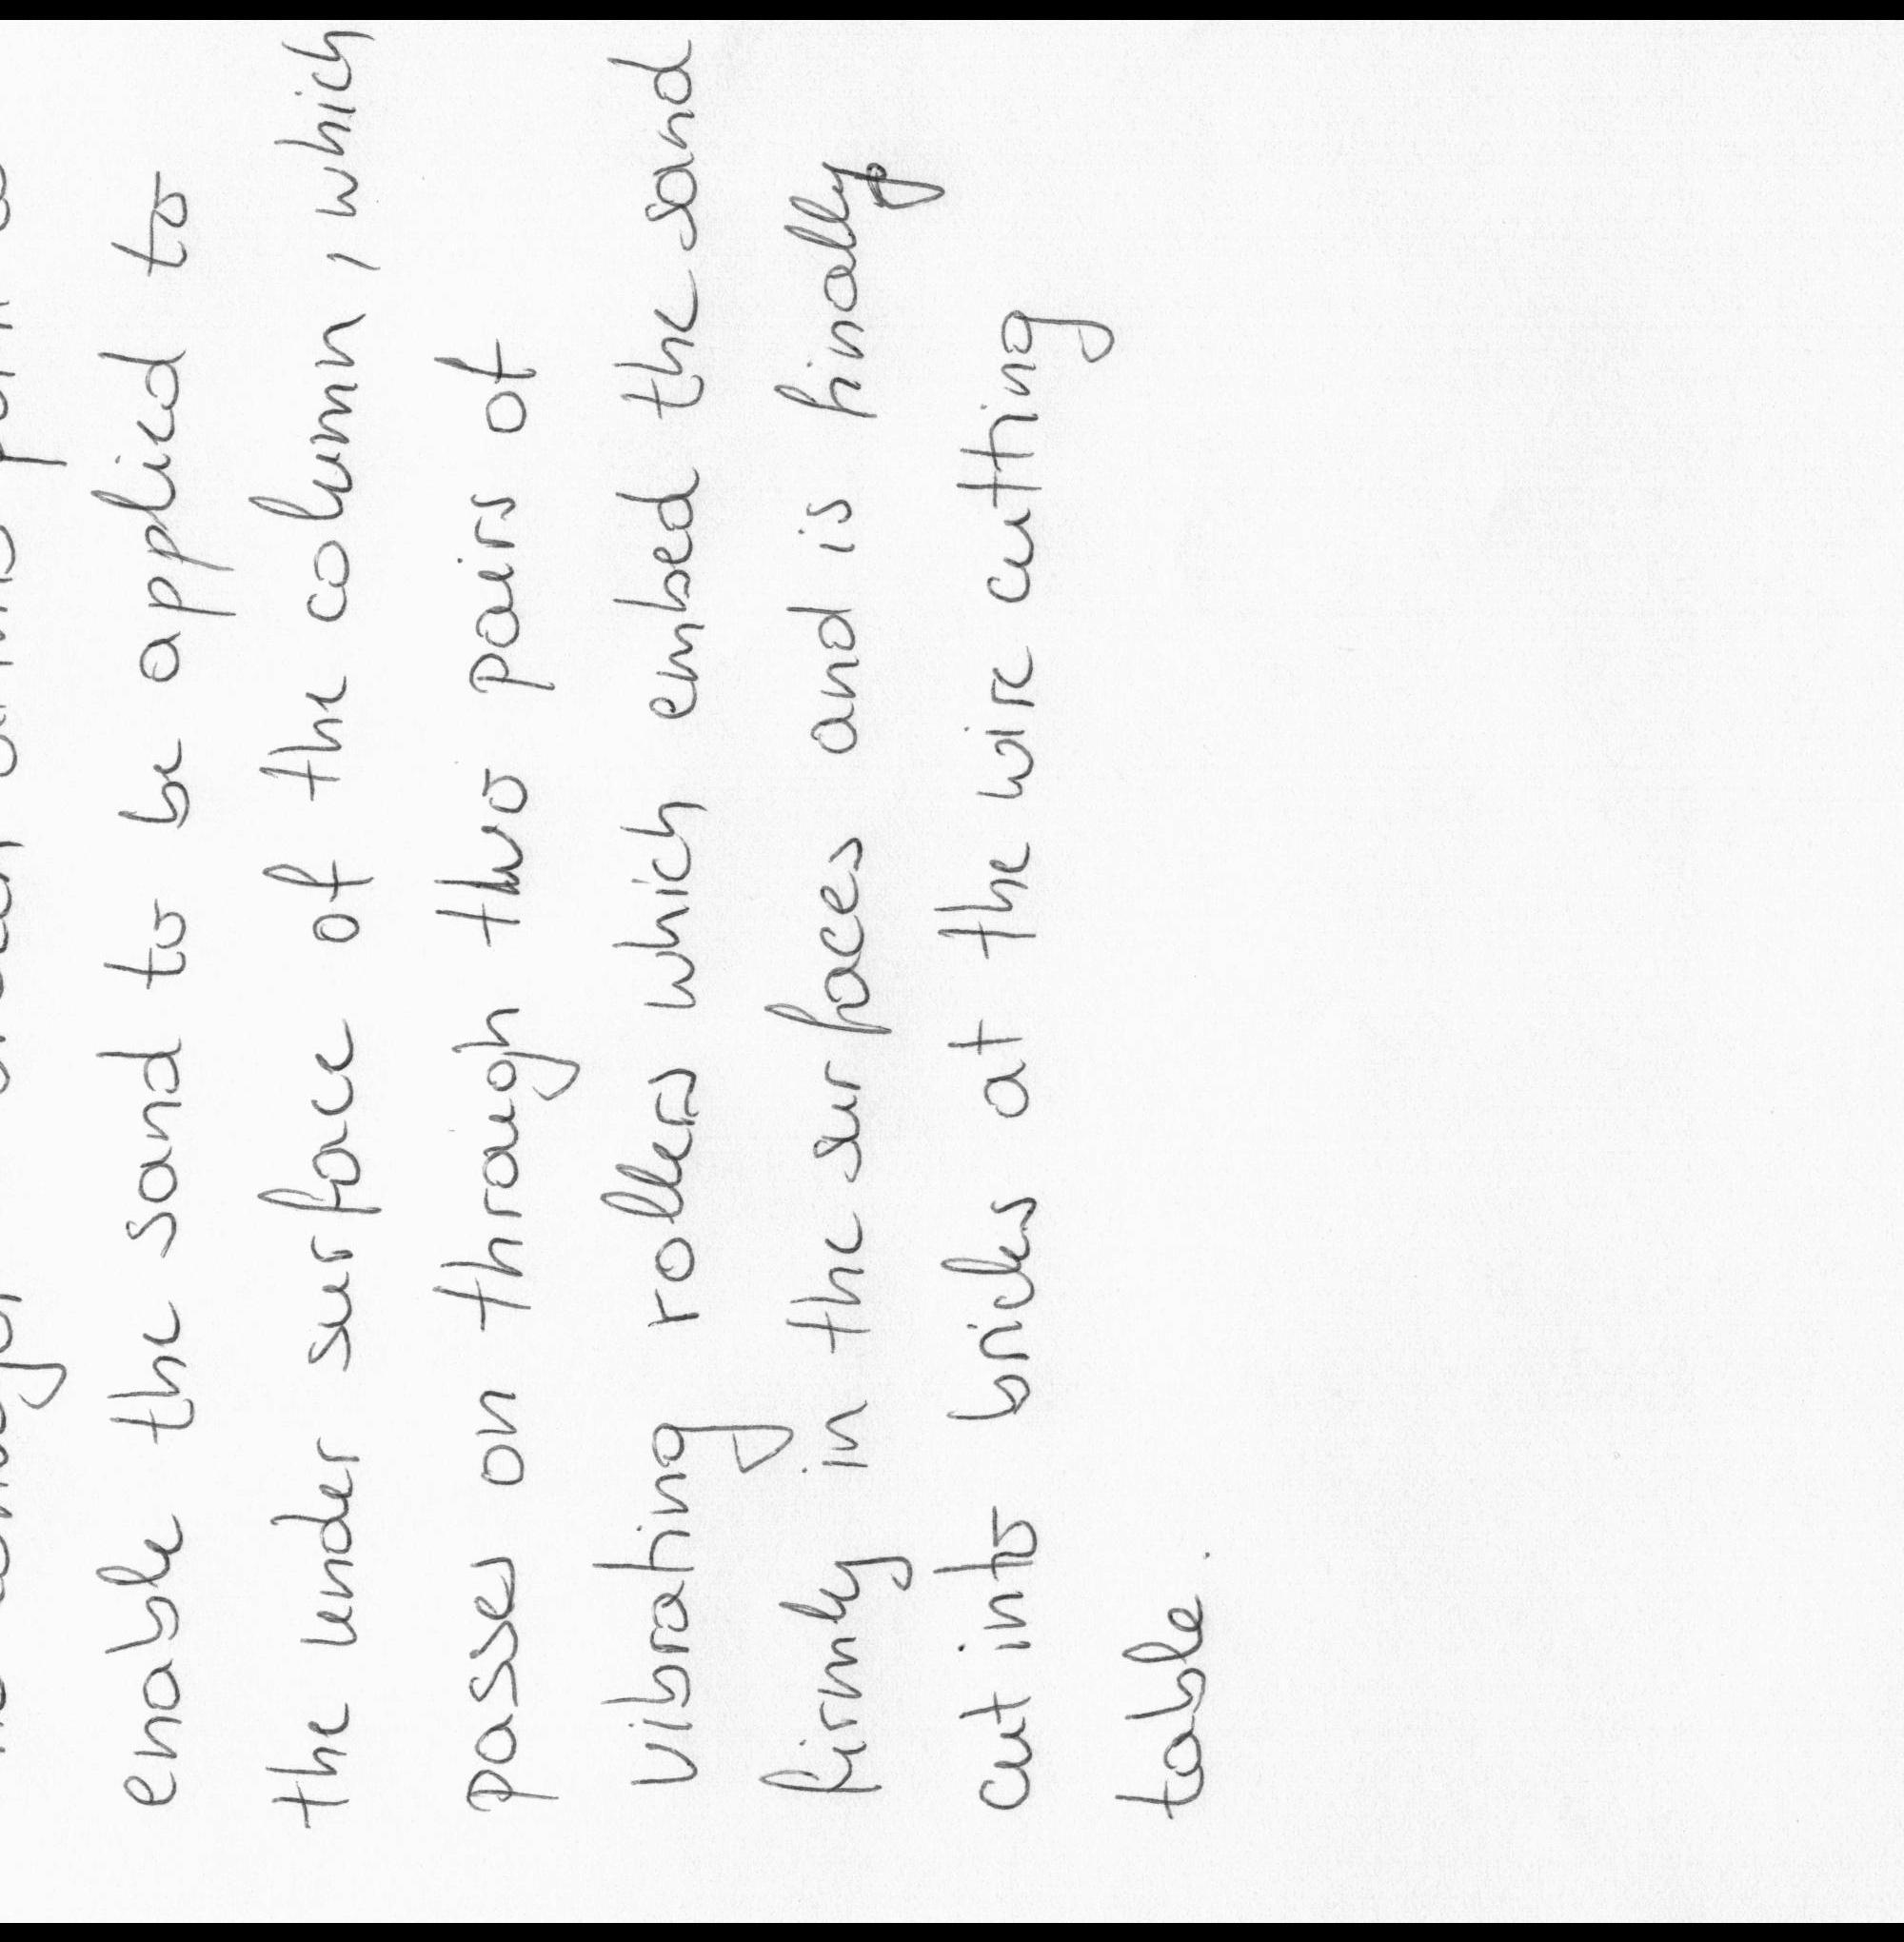 enable the sand to be applied to
the under surface of the column, which
passes on through two pairs of
vibrating rollers which embed the sand
firmly in the surfaces and is finally
cut into bricks at the wire cutting
table.